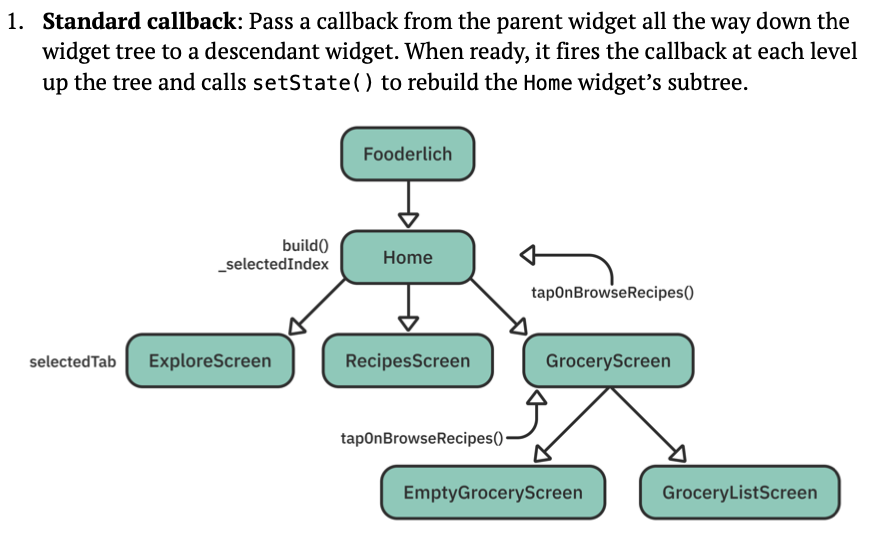 1. Standard callback: Pass a callback from the parent widget all the way down the
widget tree to a descendant widget. When ready, it fires the callback at each level
up the tree and calls setState() to rebuild the Home widget’s subtree.
Fooderlich
build()
_selectedIndex
Home
tapOnBrowseRecipes()
selectedTab
ExploreScreen
RecipesScreen
GroceryScreen
tapOnBrowseRecipes()
EmptyGroceryScreen
GroceryListScreen